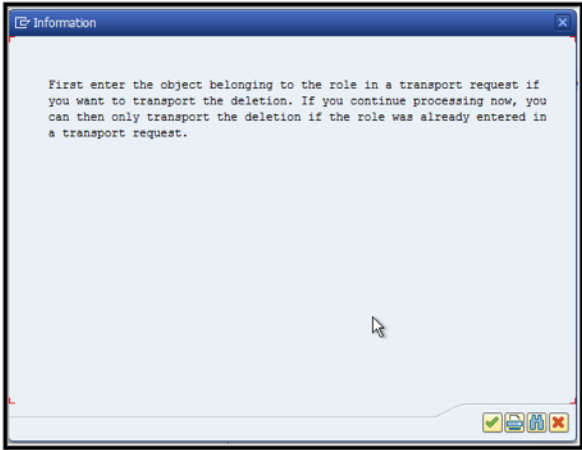 Information
First enter the object belonging to the role in a transport request if
you want to transport the deletion. If you continue processing now, you
can then only transport the deletion if the role was already entered in
a transport request.